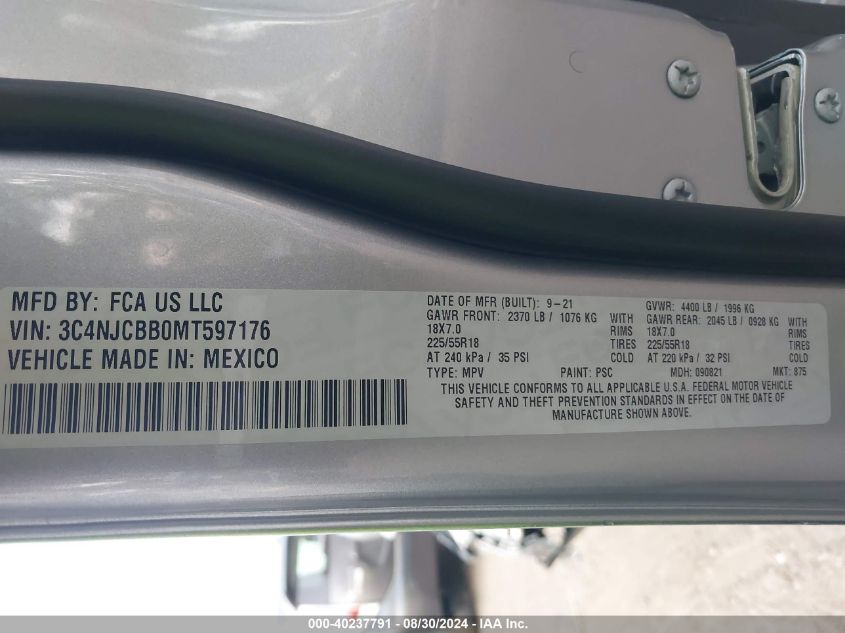 MFD BY: FCA US LLC
VIN: 3C4NJCBB0MT597176
VEHICLE MADE IN: MEXICO
DATE OF MFR (BUILT): 9-21 GVWR: 4400 LB / 1996 KG
GAWR FRONT: 2370 LB / 1076 KG WITH GAWR REAR: 2045 LB / 0928 KG WITH
18X7.0 RIMS 18X7.0 RIMS
225/55R18 TIRES 225/55R18 TIRES
AT 240 kPa / 35 PSI COLD AT 220 kPa / 32 PSI COLD
TYPE: MPV PAINT: PSC MDH: 090821 MKT: 875
THIS VEHICLE CONFORMS TO ALL APPLICABLE U.S.A. FEDERAL MOTOR VEHICLE
SAFETY AND THEFT PREVENTION STANDARDS IN EFFECT ON THE DATE OF
MANUFACTURE SHOWN ABOVE.
000-40237791 - 08/30/2024 - IAA Inc.